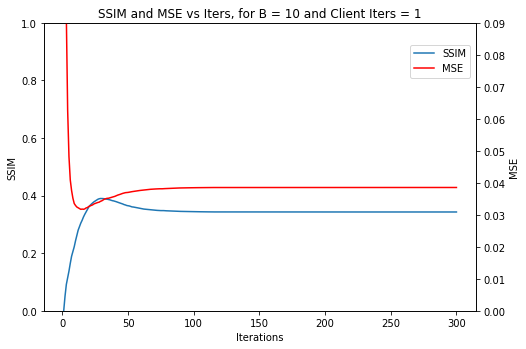 SSIM and MSE vs Iters, for B = 10 and Client Iters = 1
SSIM
MSE
1.0
0.8
0.6
0.4
0.2
0.0
SSIM
0.09
0.08
0.07
0.06
0.05
0.04
0.03
0.02
0.01
0.00
MSE
0 50 100 150 200 250 300
Iterations